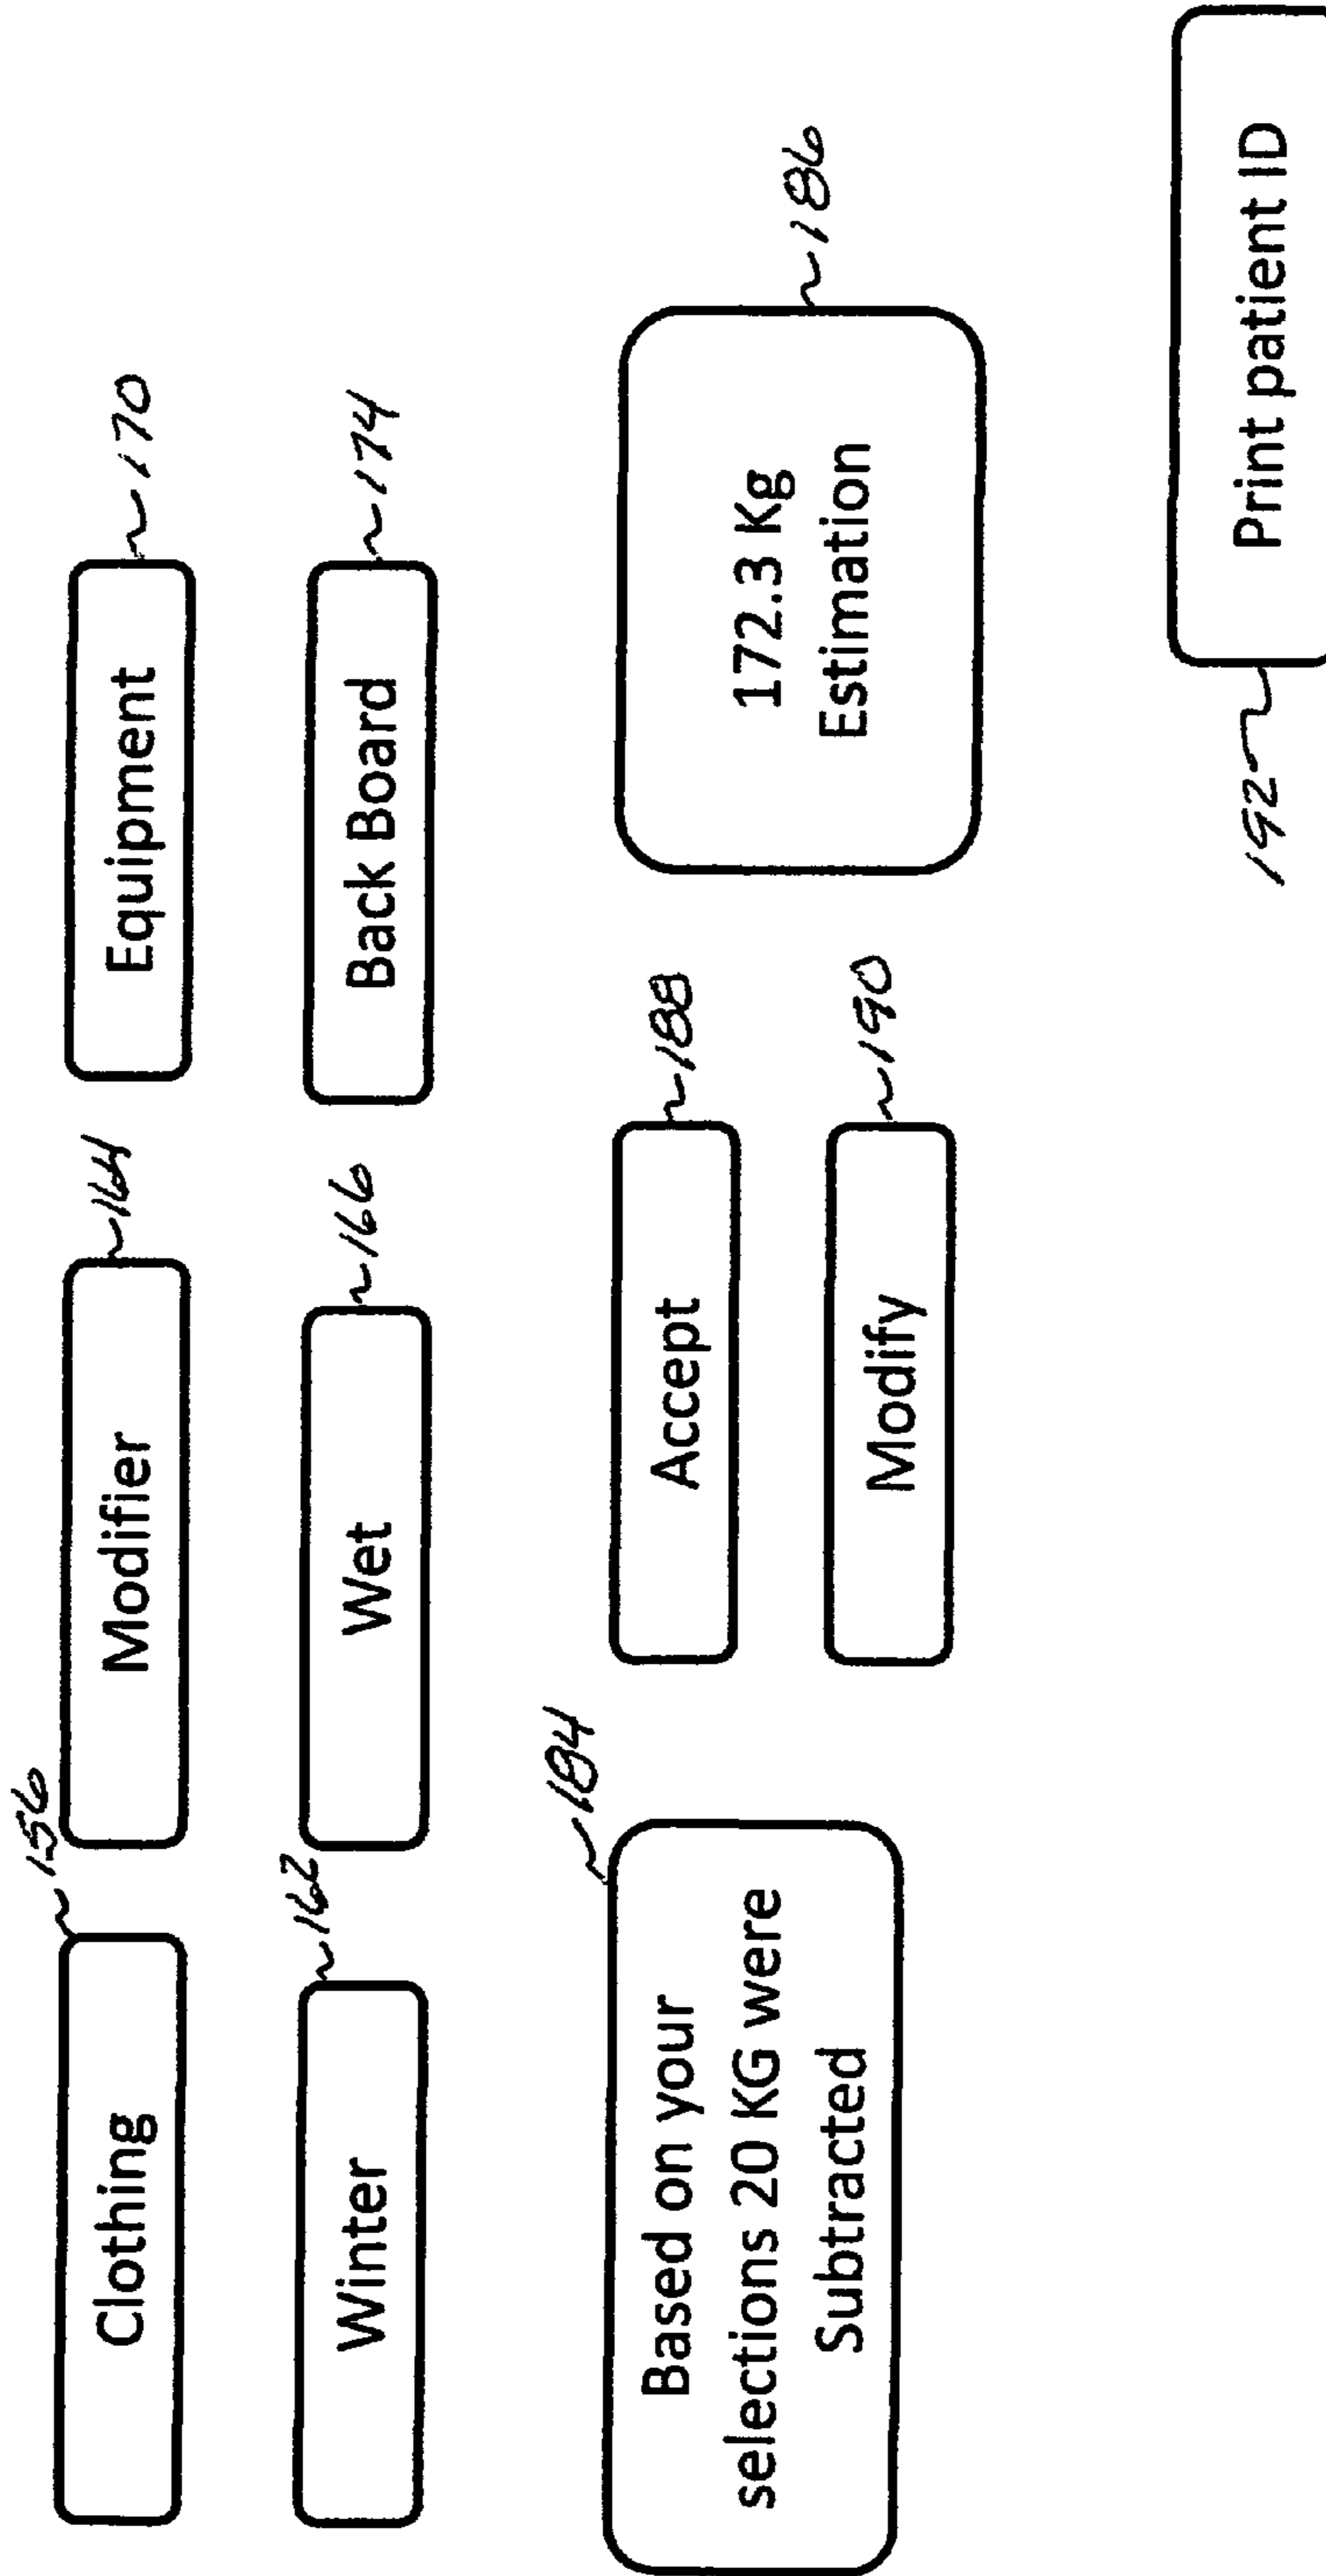 156
Clothing
Modifier
164
Equipment
170
Winter
162
Wet
166
Back Board
174
184
Based on your
selections 20 KG were
Subtracted
Accept
188
Modify
190
172.3 Kg
Estimation
186
192
Print patient ID